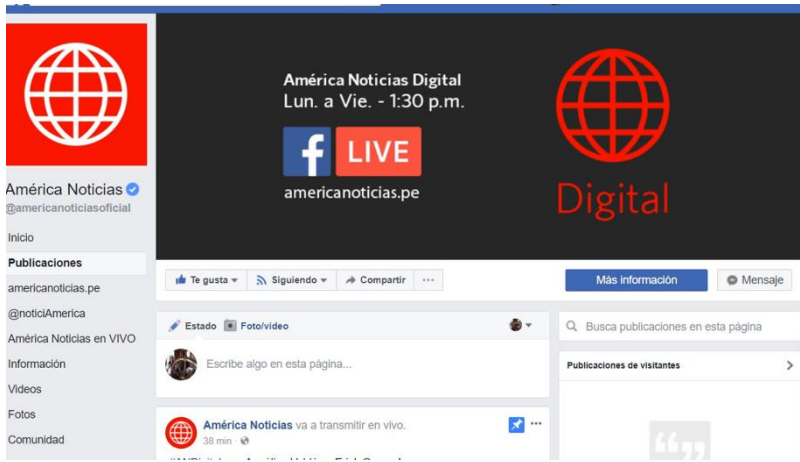 América Noticias Digital
Lun. a Vie. - 1:30 p.m.
f LIVE
americanoticias.pe
Digital
América Noticias
@americanoticiasoficial
Inicio
Publicaciones
americanoticias.pe
@noticiAmerica
América Noticias en VIVO
Información
Videos
Fotos
Comunidad
Te gusta
Siguiendo
Compartir
Más información
Mensaje
Estado
Foto/video
Escribe algo en esta página...
América Noticias va a transmitir en vivo.
38 min
Busca publicaciones en esta página
Publicaciones de visitantes